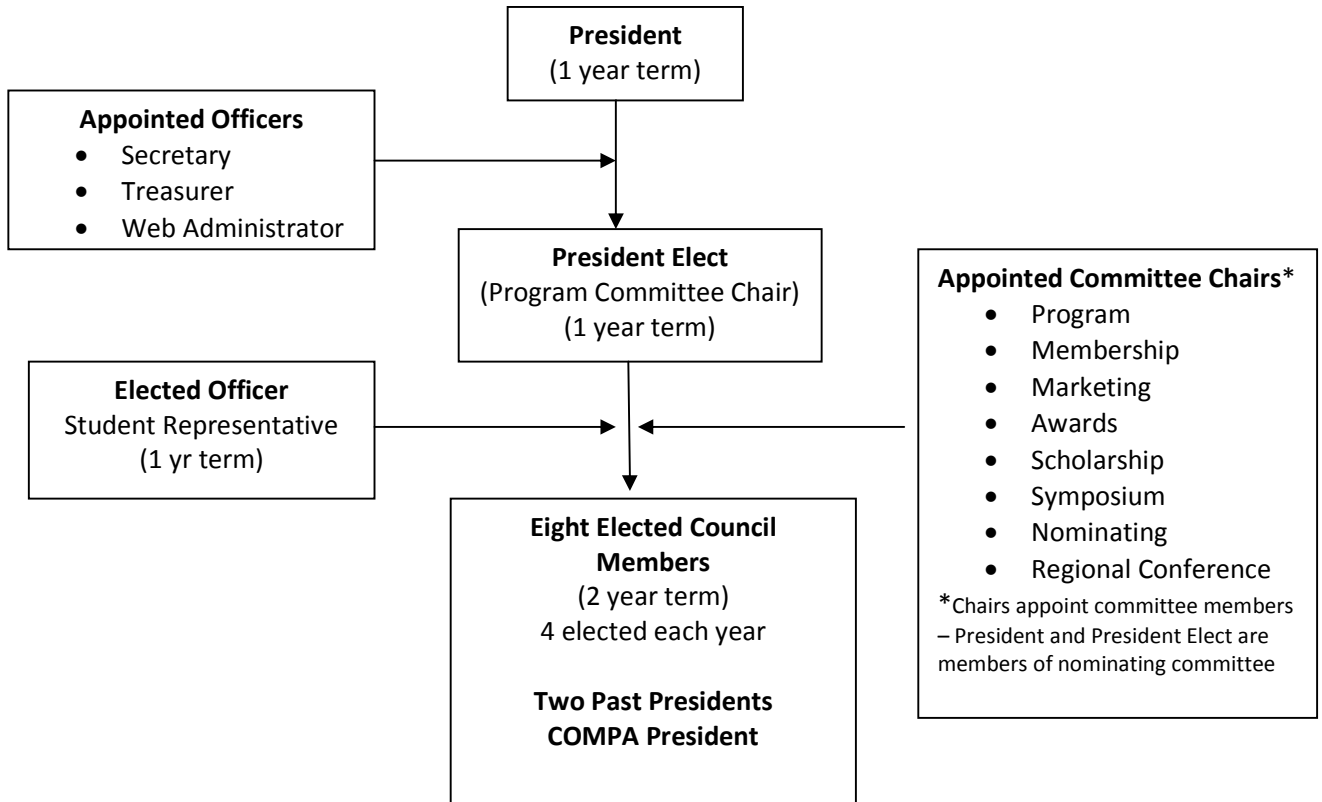 President
(1 year term)
Appointed Officers
• Secretary
• Treasurer
• Web Administrator
President Elect
(Program Committee Chair)
(1 year term)
Appointed Committee Chairs*
• Program
• Membership
• Marketing
• Awards
• Scholarship
• Symposium
• Nominating
• Regional Conference
*Chairs appoint committee members
– President and President Elect are
members of nominating committee
Elected Officer
Student Representative
(1 yr term)
Eight Elected Council
Members
(2 year term)
4 elected each year
Two Past Presidents
COMPA President